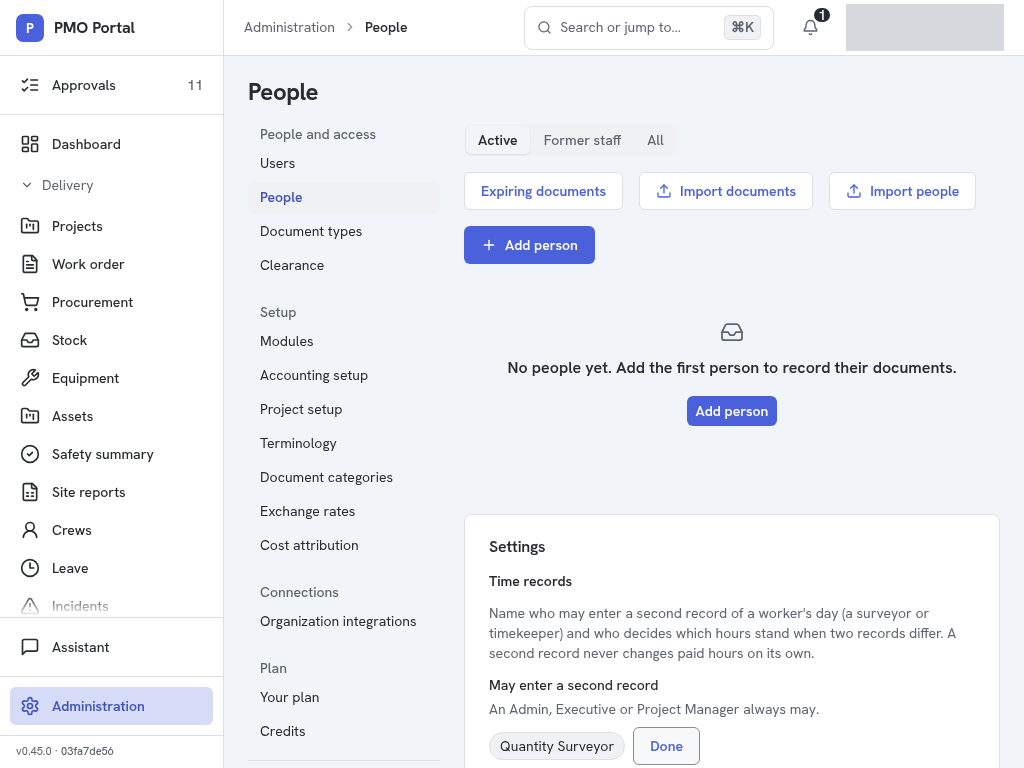 P PMO Portal
Administration > People
Search or jump to... ⌘K
1
Approvals 11
Dashboard
Delivery
Projects
Work order
Procurement
Stock
Equipment
Assets
Safety summary
Site reports
Crews
Leave
Incidents
Assistant
Administration
v0.45.0 · 03fa7de56
People
People and access
Users
People
Document types
Clearance
Setup
Modules
Accounting setup
Project setup
Terminology
Document categories
Exchange rates
Cost attribution
Connections
Organization integrations
Plan
Your plan
Credits
Active Former staff All
Expiring documents Import documents Import people
Add person
No people yet. Add the first person to record their documents.
Add person
Settings
Time records
Name who may enter a second record of a worker's day (a surveyor or
timekeeper) and who decides which hours stand when two records differ. A
second record never changes paid hours on its own.
May enter a second record
An Admin, Executive or Project Manager always may.
Quantity Surveyor Done